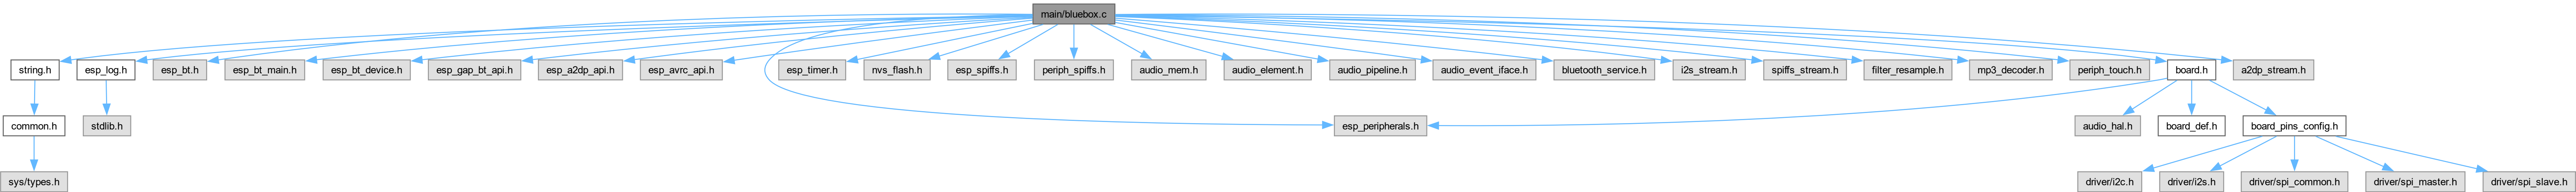 main/bluebox.c
string.h
esp_log.h
esp_bt.h
esp_bt_main.h
esp_bt_device.h
esp_gap_bt_api.h
esp_a2dp_api.h
esp_avrc_api.h
esp_timer.h
nvs_flash.h
esp_spiffs.h
periph_spiffs.h
audio_mem.h
audio_element.h
audio_pipeline.h
audio_event_iface.h
bluetooth_service.h
i2s_stream.h
spiffs_stream.h
filter_resample.h
mp3_decoder.h
periph_touch.h
board.h
a2dp_stream.h
common.h
stdlib.h
esp_peripherals.h
audio_hal.h
board_def.h
board_pins_config.h
sys/types.h
driver/i2c.h
driver/i2s.h
driver/spi_common.h
driver/spi_master.h
driver/spi_slave.h